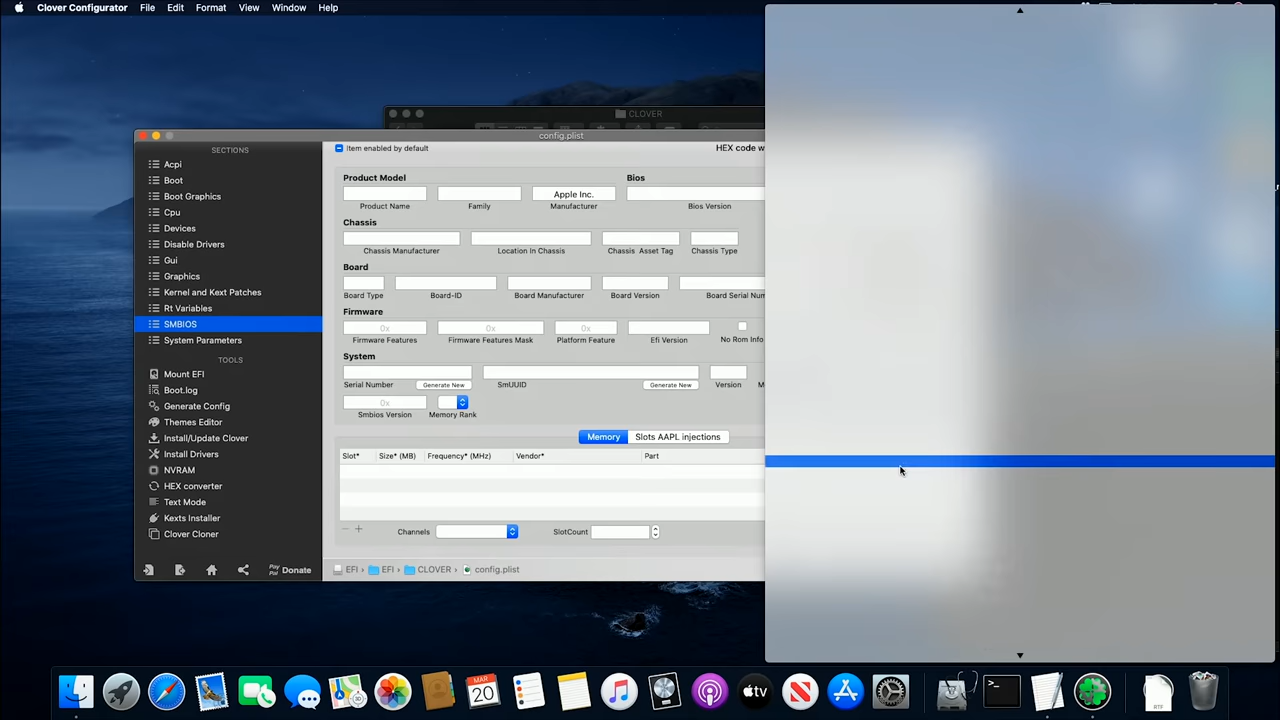 Clover Configurator File Edit Format View Window Help
CLOVER
config.plist
SECTIONS
Acpi
Boot
Boot Graphics
Cpu
Devices
Disable Drivers
Gui
Graphics
Kernel and Kext Patches
Rt Variables
SMBIOS
System Parameters
TOOLS
Mount EFI
Boot.log
Generate Config
Themes Editor
Install/Update Clover
Install Drivers
NVRAM
HEX converter
Text Mode
Kexts Installer
Clover Cloner
Pay Pal Donate
Item enabled by default HEX code w
Product Model Bios
Apple Inc.
Product Name Family Manufacturer Bios Version
Chassis
Chassis Manufacturer Location In Chassis Chassis Asset Tag Chassis Type
Board
Board Type Board-ID Board Manufacturer Board Version Board Serial Num
Firmware
0x 0x 0x
Firmware Features Firmware Features Mask Platform Feature Efi Version No Rom Info
System
Serial Number Generate New SmUUID Generate New Version M
0x
Smbios Version Memory Rank
Memory Slots AAPL injections
Slot* Size* (MB) Frequency* (MHz) Vendor* Part
Channels SlotCount
EFI › EFI › CLOVER › config.plist
MAR
20
tv